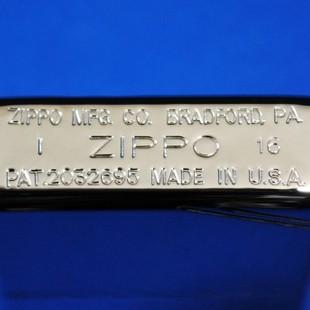 ZIPPO MFG. CO. BRADFORD, PA.
I ZIPPO 16
PAT.2032695 MADE IN U.S.A.